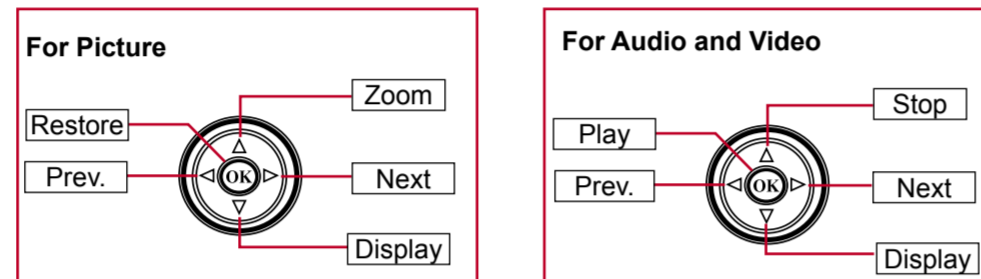 For Picture
Zoom
Restore
OK
Prev.
Next
Display
For Audio and Video
Stop
Play
OK
Prev.
Next
Display